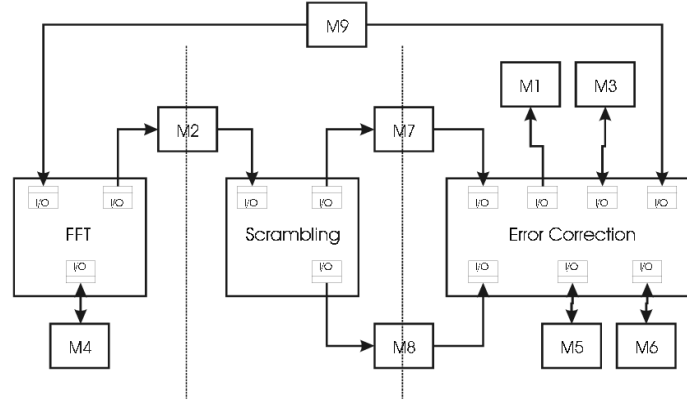 M9
M1 M3
M2 M7
I/O I/O I/O I/O I/O I/O I/O I/O
FFT Scrambling Error Correction
I/O I/O I/O I/O I/O
M4 M8 M5 M6